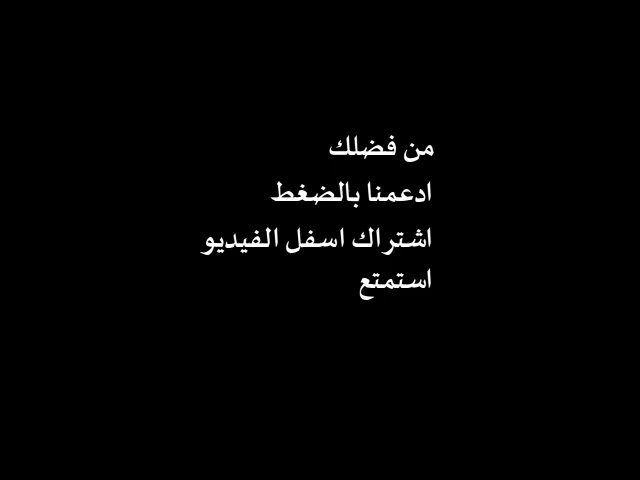 من فضلك
ادعمنا بالضغط
اشتراك اسفل الفيديو
استمتع